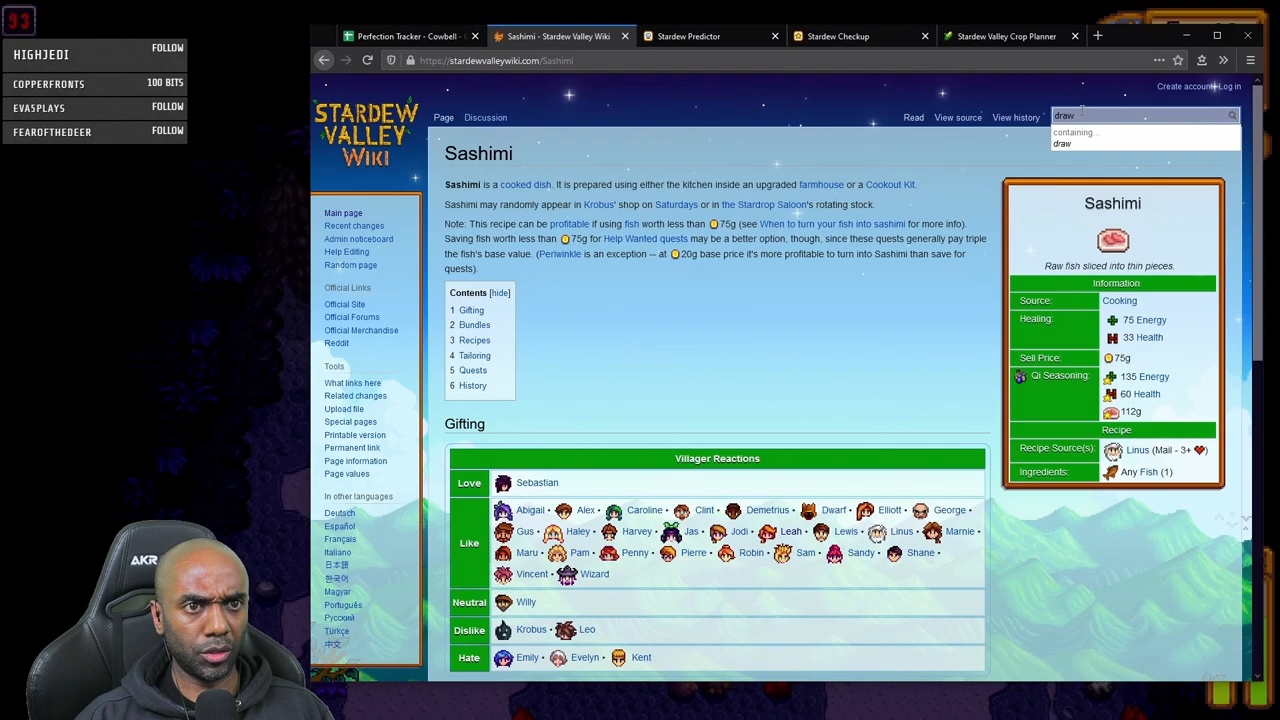 93
HIGHJEDI FOLLOW
COPPERFRONTS 100 BITS
EVASPLAYS FOLLOW
FEAROFTHEDEER FOLLOW
AKR
Perfection Tracker - Cowbell - C
Sashimi - Stardew Valley Wiki
Stardew Predictor
Stardew Checkup
Stardew Valley Crop Planner
https://stardewvalleywiki.com/Sashimi
Create account Log in
STARDEW
VALLEY
WIKI
Page Discussion Read View source View history
draw
containing...
draw
Main page
Recent changes
Admin noticeboard
Help Editing
Random page
Official Links
Official Site
Official Forums
Official Merchandise
Reddit
Tools
What links here
Related changes
Upload file
Special pages
Printable version
Permanent link
Page information
Page values
In other languages
Deutsch
Español
Français
Italiano
日本語
한국어
Magyar
Português
Русский
Türkçe
中文
Sashimi
Sashimi is a cooked dish. It is prepared using either the kitchen inside an upgraded farmhouse or a Cookout Kit.
Sashimi may randomly appear in Krobus' shop on Saturdays or in the Stardrop Saloon's rotating stock.
Note: This recipe can be profitable if using fish worth less than 75g (see When to turn your fish into sashimi for more info).
Saving fish worth less than 75g for Help Wanted quests may be a better option, though, since these quests generally pay triple
the fish's base value. (Periwinkle is an exception -- at 20g base price it's more profitable to turn into Sashimi than save for
quests).
Contents [hide]
1 Gifting
2 Bundles
3 Recipes
4 Tailoring
5 Quests
6 History
Gifting
Villager Reactions
Love Sebastian
Like Abigail • Alex • Caroline • Clint • Demetrius • Dwarf • Elliott • George •
Gus • Haley • Harvey • Jas • Jodi • Leah • Lewis • Linus • Marnie •
Maru • Pam • Penny • Pierre • Robin • Sam • Sandy • Shane •
Vincent • Wizard
Neutral Willy
Dislike Krobus • Leo
Hate Emily • Evelyn • Kent
Sashimi
Raw fish sliced into thin pieces.
Information
Source: Cooking
Healing: 75 Energy
33 Health
Sell Price: 75g
Qi Seasoning: 135 Energy
60 Health
112g
Recipe
Recipe Source(s): Linus (Mail - 3+ ❤)
Ingredients: Any Fish (1)